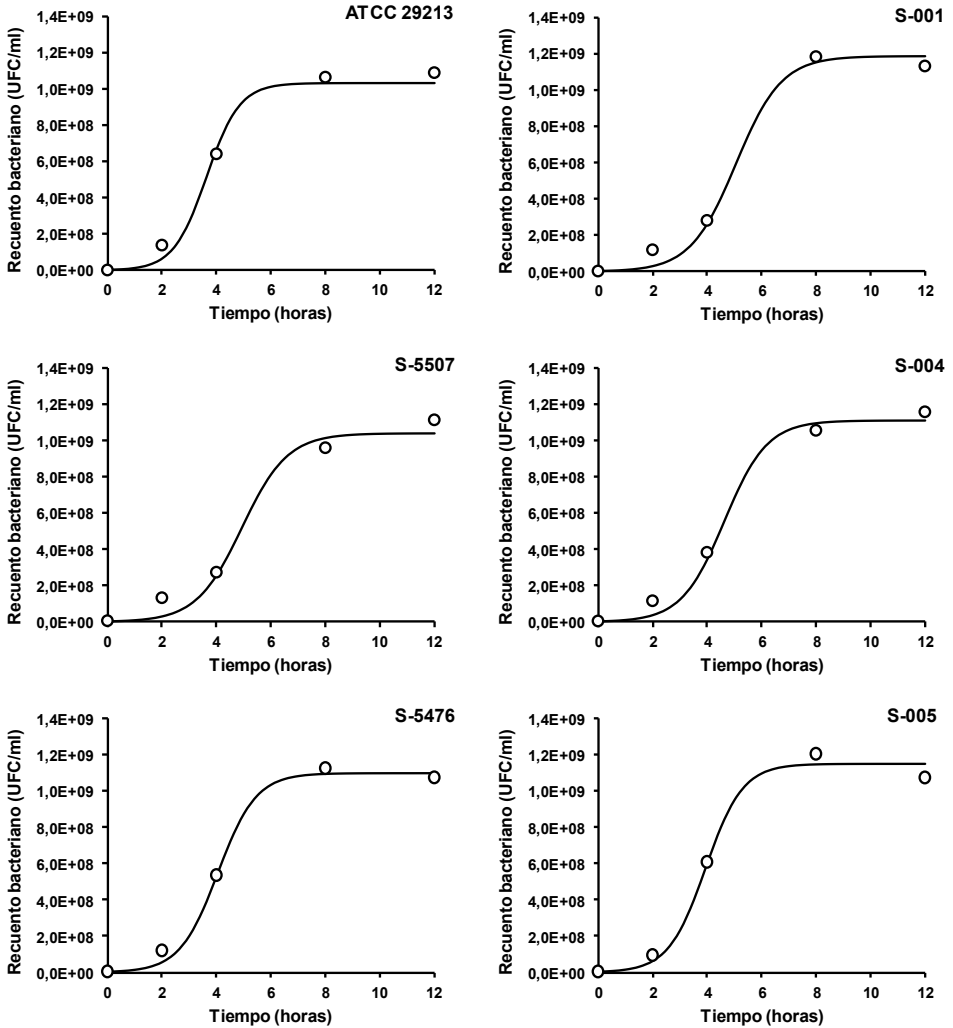 ATCC 29213
Recuento bacteriano (UFC/ml)
1,4E+09
1,2E+09
1,0E+09
8,0E+08
6,0E+08
4,0E+08
2,0E+08
0,0E+00
0 2 4 6 8 10 12
Tiempo (horas)
S-001
Recuento bacteriano (UFC/ml)
1,4E+09
1,2E+09
1,0E+09
8,0E+08
6,0E+08
4,0E+08
2,0E+08
0,0E+00
0 2 4 6 8 10 12
Tiempo (horas)
S-5507
Recuento bacteriano (UFC/ml)
1,4E+09
1,2E+09
1,0E+09
8,0E+08
6,0E+08
4,0E+08
2,0E+08
0,0E+00
0 2 4 6 8 10 12
Tiempo (horas)
S-004
Recuento bacteriano (UFC/ml)
1,4E+09
1,2E+09
1,0E+09
8,0E+08
6,0E+08
4,0E+08
2,0E+08
0,0E+00
0 2 4 6 8 10 12
Tiempo (horas)
S-5476
Recuento bacteriano (UFC/ml)
1,4E+09
1,2E+09
1,0E+09
8,0E+08
6,0E+08
4,0E+08
2,0E+08
0,0E+00
0 2 4 6 8 10 12
Tiempo (horas)
S-005
Recuento bacteriano (UFC/ml)
1,4E+09
1,2E+09
1,0E+09
8,0E+08
6,0E+08
4,0E+08
2,0E+08
0,0E+00
0 2 4 6 8 10 12
Tiempo (horas)